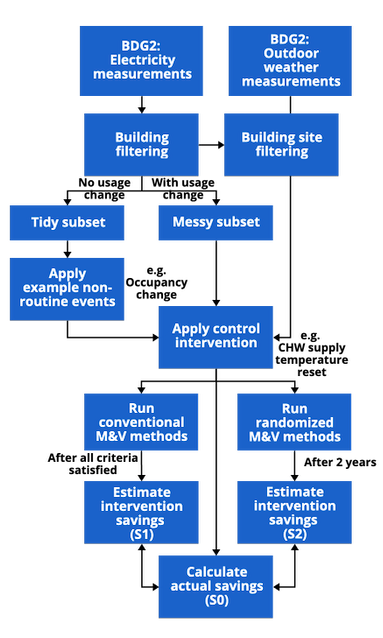 BDG2:
Electricity
measurements
BDG2:
Outdoor
weather
measurements
Building
filtering
Building site
filtering
No usage
change
With usage
change
Tidy subset
Messy subset
Apply
example non-
routine events
e.g.
Occupancy
change
Apply control
intervention
e.g.
CHW supply
temperature
reset
Run
conventional
M&V methods
Run
randomized
M&V methods
After all criteria
satisfied
After 2 years
Estimate
intervention
savings
(S1)
Estimate
intervention
savings
(S2)
Calculate
actual savings
(S0)